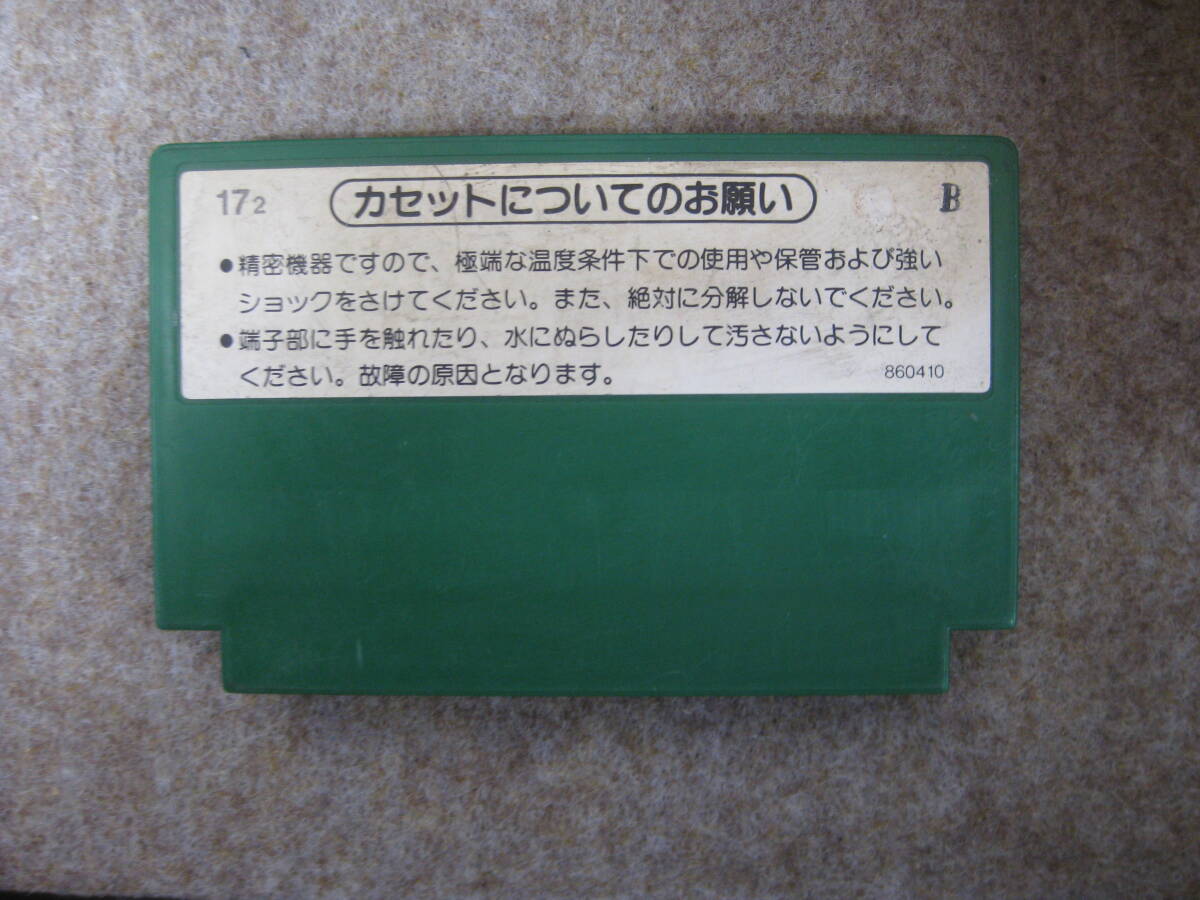 17₂ カセットについてのお願い B
●精密機器ですので、極端な温度条件下での使用や保管および強い
ショックをさけてください。また、絶対に分解しないでください。
●端子部に手を触れたり、水にぬらしたりして汚さないようにして
ください。故障の原因となります。 860410